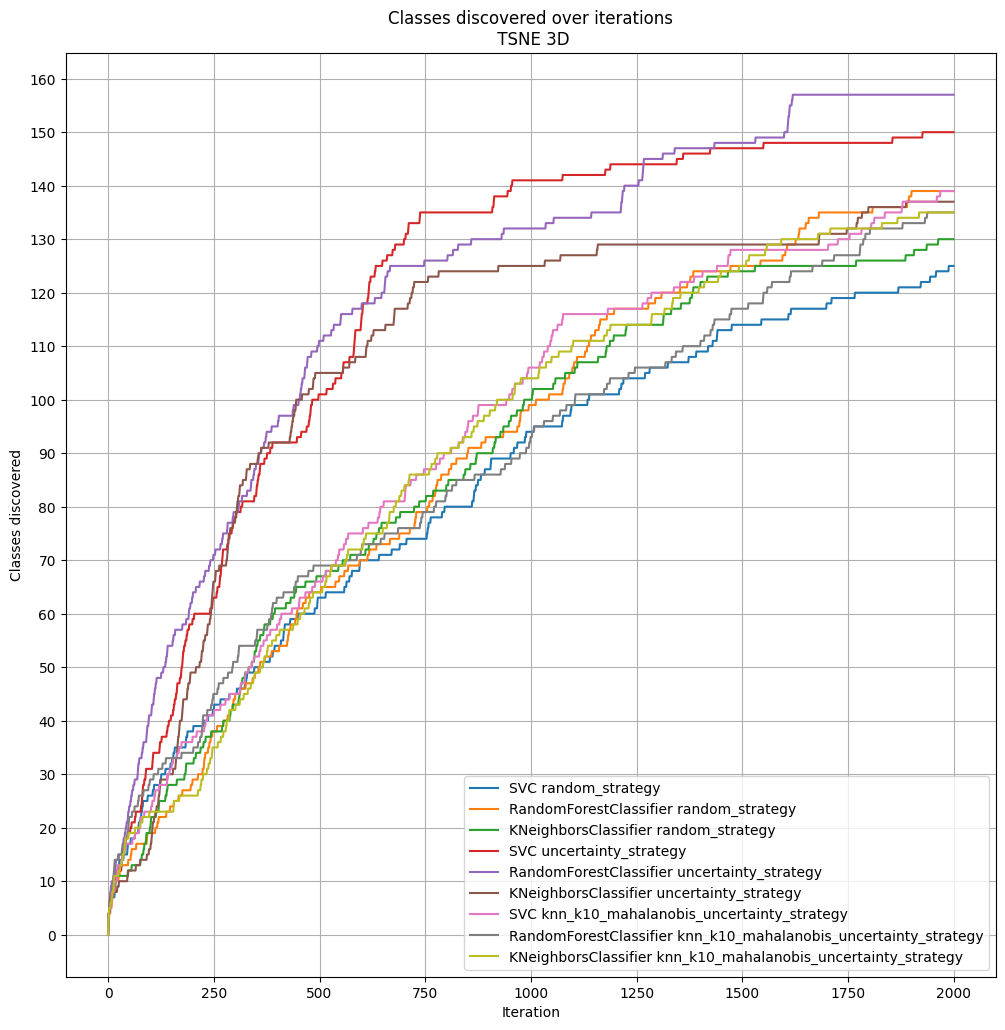 Classes discovered over iterations
TSNE 3D
160
150
140
130
120
110
100
90
80
70
60
50
40
30
20
10
0
Classes discovered
SVC random_strategy
RandomForestClassifier random_strategy
KNeighborsClassifier random_strategy
SVC uncertainty_strategy
RandomForestClassifier uncertainty_strategy
KNeighborsClassifier uncertainty_strategy
SVC knn_k10_mahalanobis_uncertainty_strategy
RandomForestClassifier knn_k10_mahalanobis_uncertainty_strategy
KNeighborsClassifier knn_k10_mahalanobis_uncertainty_strategy
0 250 500 750 1000 1250 1500 1750 2000
Iteration